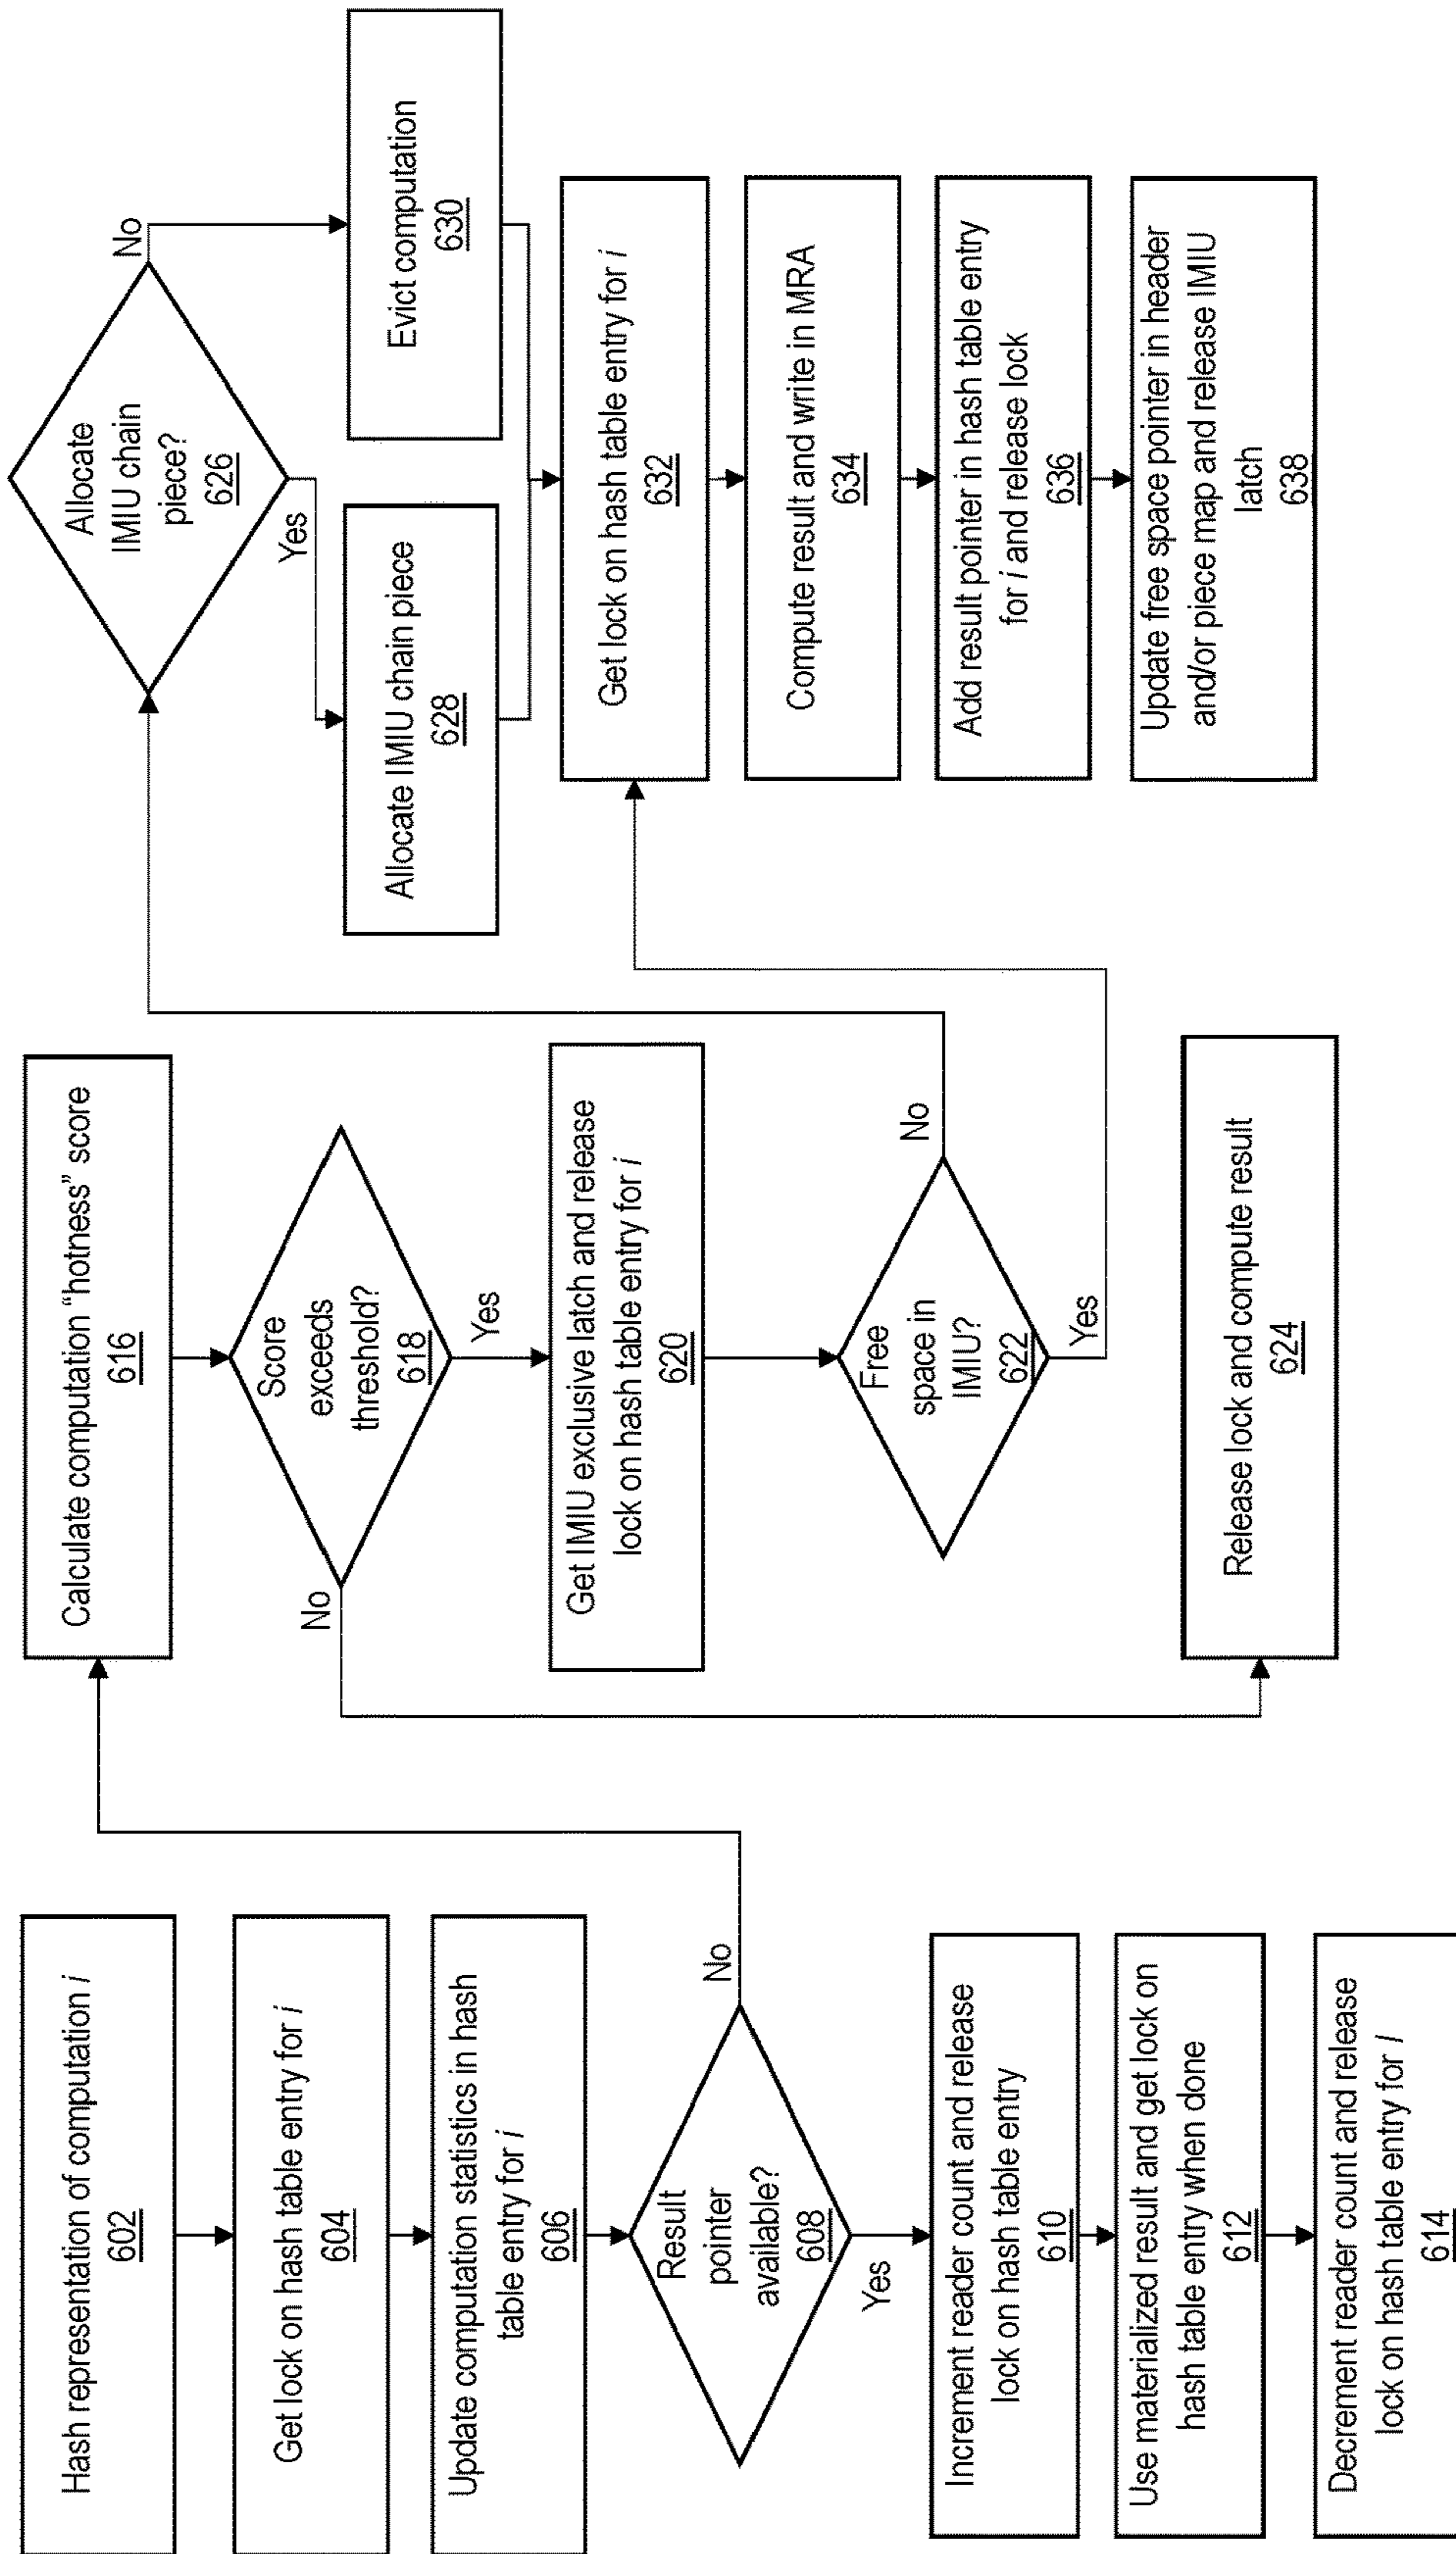 Hash representation of computation i
602
Get lock on hash table entry for i
604
Update computation statistics in hash
table entry for i
606
Result
pointer
available?
608
No
Yes
Increment reader count and release
lock on hash table entry
610
Use materialized result and get lock on
hash table entry when done
612
Decrement reader count and release
lock on hash table entry for I
614
Calculate computation “hotness” score
616
Score
exceeds
threshold?
618
No
Yes
Get IMIU exclusive latch and release
lock on hash table entry for i
620
Free
space in
IMIU?
622
No
Yes
Release lock and compute result
624
Allocate
IMIU chain
piece?
626
No
Yes
Allocate IMIU chain piece
628
Evict computation
630
Get lock on hash table entry for i
632
Compute result and write in MRA
634
Add result pointer in hash table entry
for i and release lock
636
Update free space pointer in header
and/or piece map and release IMIU
latch
638